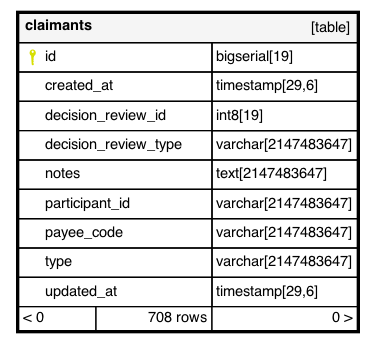 claimants [table]
id bigserial[19]
created_at timestamp[29,6]
decision_review_id int8[19]
decision_review_type varchar[2147483647]
notes text[2147483647]
participant_id varchar[2147483647]
payee_code varchar[2147483647]
type varchar[2147483647]
updated_at timestamp[29,6]
< 0 708 rows 0 >